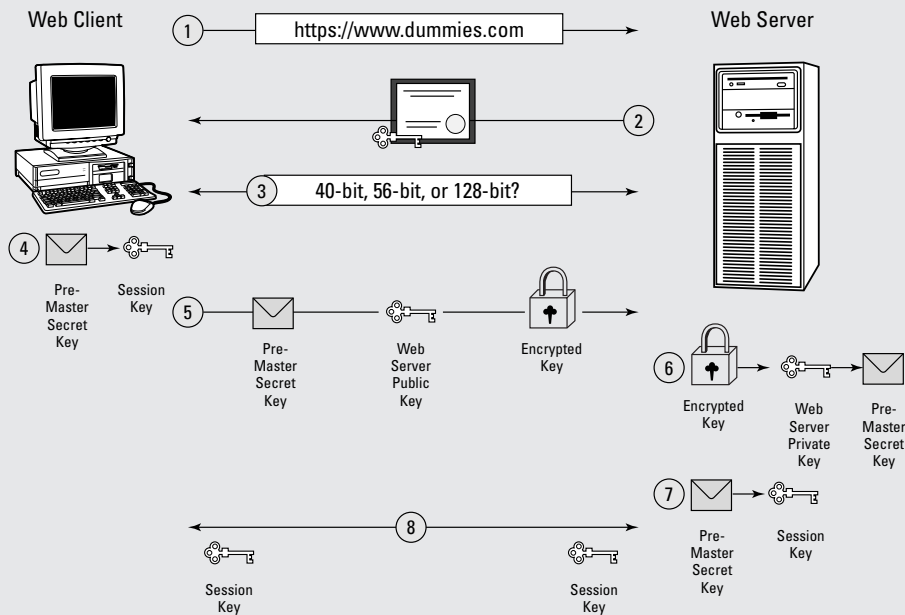 Web Client
Web Server
1
https://www.dummies.com
2
3
40-bit, 56-bit, or 128-bit?
4
Pre-
Master
Secret
Key
Session
Key
5
Pre-
Master
Secret
Key
Web
Server
Public
Key
Encrypted
Key
6
Encrypted
Key
Web
Server
Private
Key
Pre-
Master
Secret
Key
7
Pre-
Master
Secret
Key
Session
Key
8
Session
Key
Session
Key